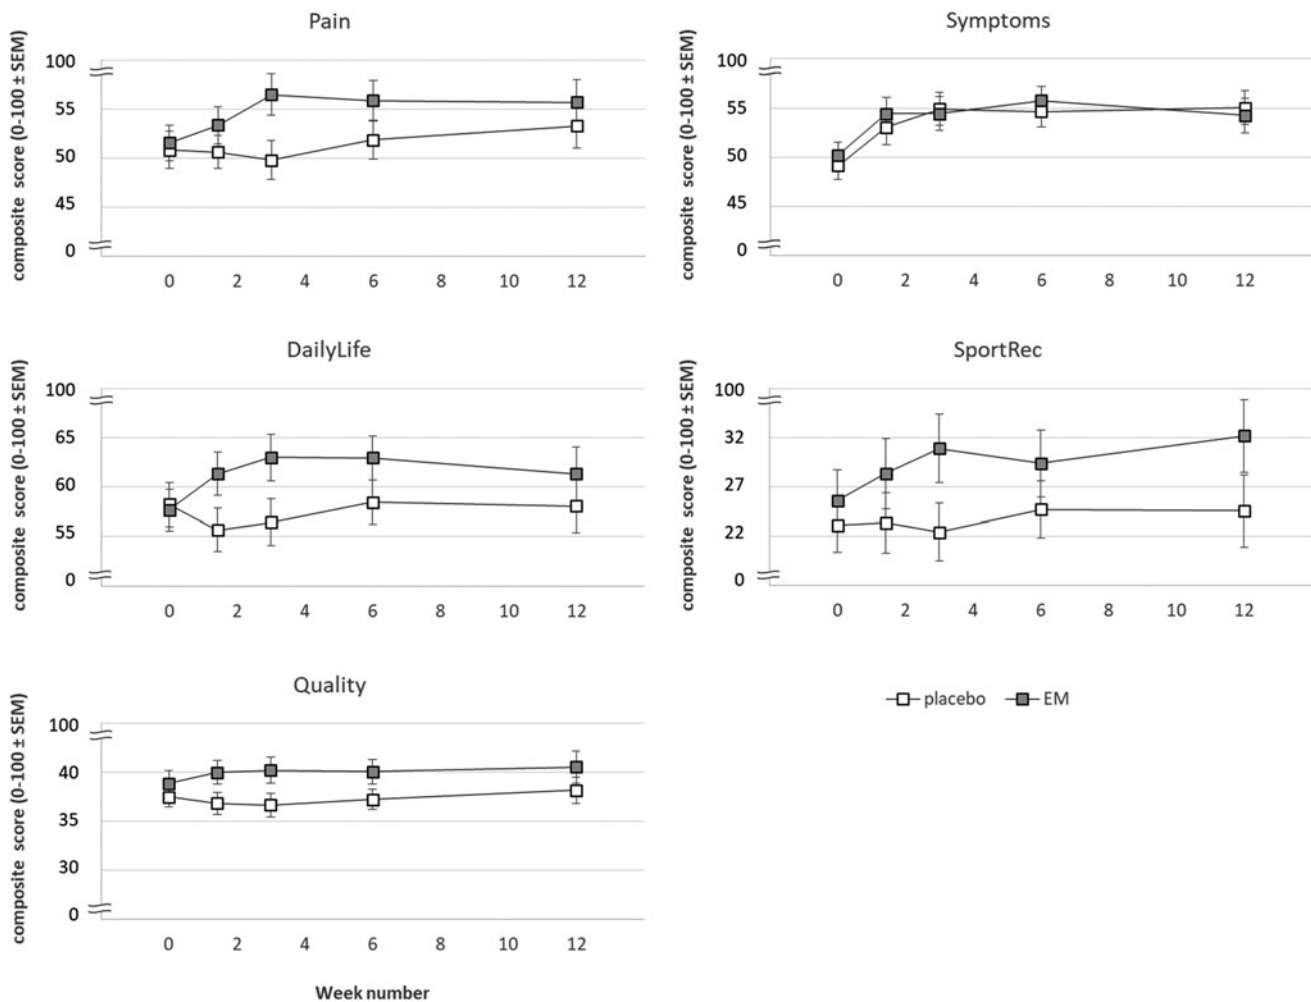 Pain
composite score (0-100 ± SEM)
100
55
50
45
0
0 2 4 6 8 10 12
Symptoms
composite score (0-100 ± SEM)
100
55
50
45
0
0 2 4 6 8 10 12
DailyLife
composite score (0-100 ± SEM)
100
65
60
55
0
0 2 4 6 8 10 12
SportRec
composite score (0-100 ± SEM)
100
32
27
22
0
0 2 4 6 8 10 12
Quality
composite score (0-100 ± SEM)
100
40
35
30
0
0 2 4 6 8 10 12
Week number
placebo EM